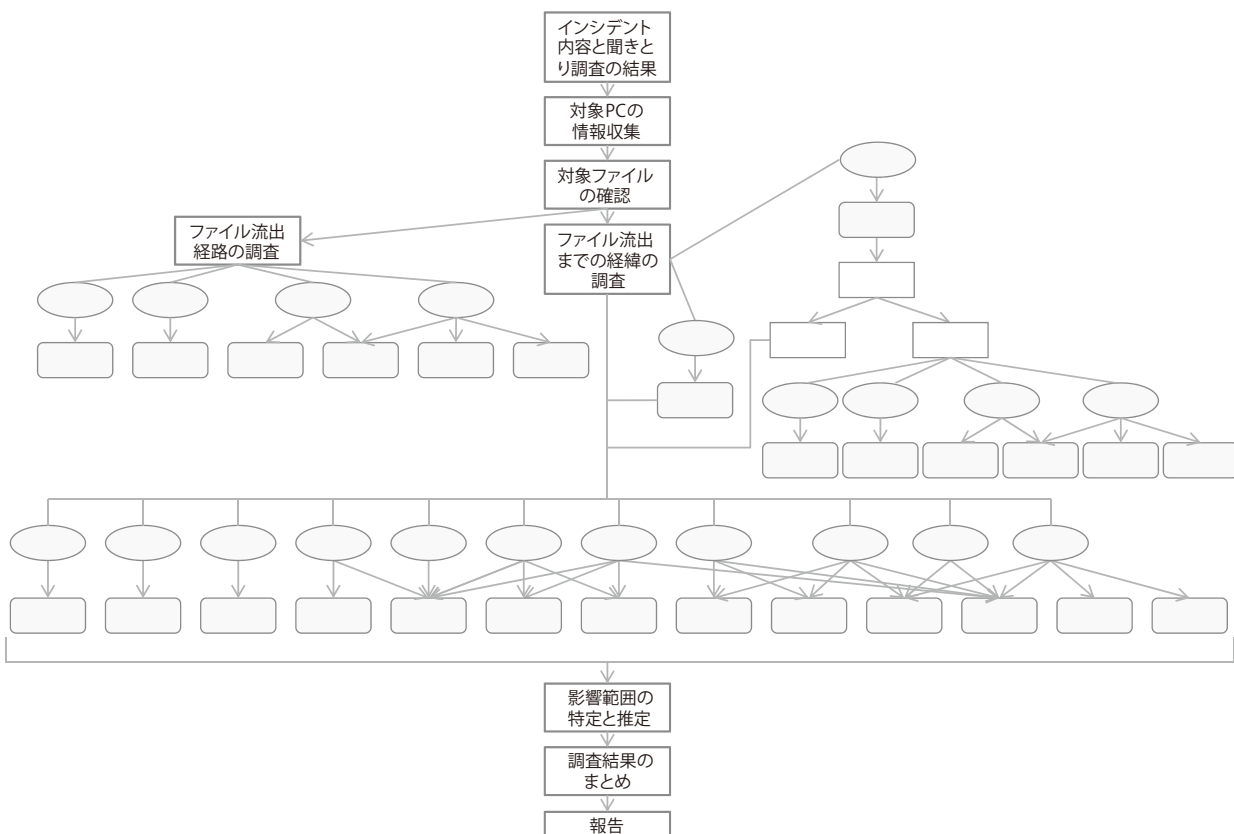 インシデント
内容と聞きと
り調査の結果
対象PCの
情報収集
対象ファイル
の確認
ファイル流出
経路の調査
ファイル流出
までの経緯の
調査
影響範囲の
特定と推定
調査結果の
まとめ
報告